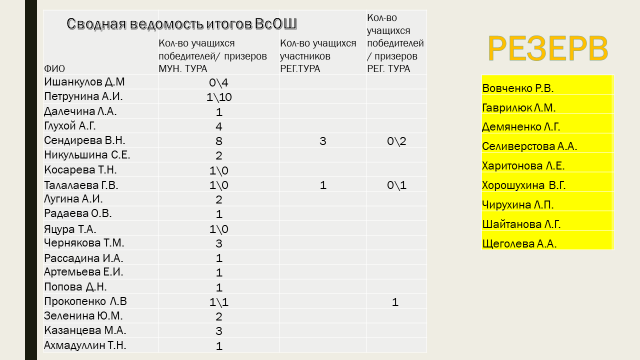 Сводная ведомость итогов ВсОШ
ФИО | Кол-во учащихся победителей/ призеров МУН. ТУРА | Кол-во учащихся участников РЕГ.ТУРА | Кол-во учащихся победителей / призеров РЕГ. ТУРА
Ишанкулов Д.М 0\4
Петрунина А.И. 1\10
Далечина Л.А. 1
Глухой А.Г. 4
Сендирева В.Н. 8 3 0\2
Никульшина С.Е. 2
Косарева Т.Н. 1\0
Талалаева Г.В. 1\0 1 0\1
Лугина А.И. 2
Радаева О.В. 1
Яцура Т.А. 1\0
Чернякова Т.М. 3
Рассадина И.А. 1
Артемьева Е.И. 1
Попова Д.Н. 1
Прокопенко Л.В 1\1 1
Зеленина Ю.М. 2
Казанцева М.А. 3
Ахмадуллин Т.Н. 1
РЕЗЕРВ
Вовченко Р.В.
Гаврилюк Л.М.
Демяненко Л.Г.
Селиверстова А.А.
Харитонова Л.Е.
Хорошухина В.Г.
Чирухина Л.П.
Шайтанова Л.Г.
Щеголева А.А.